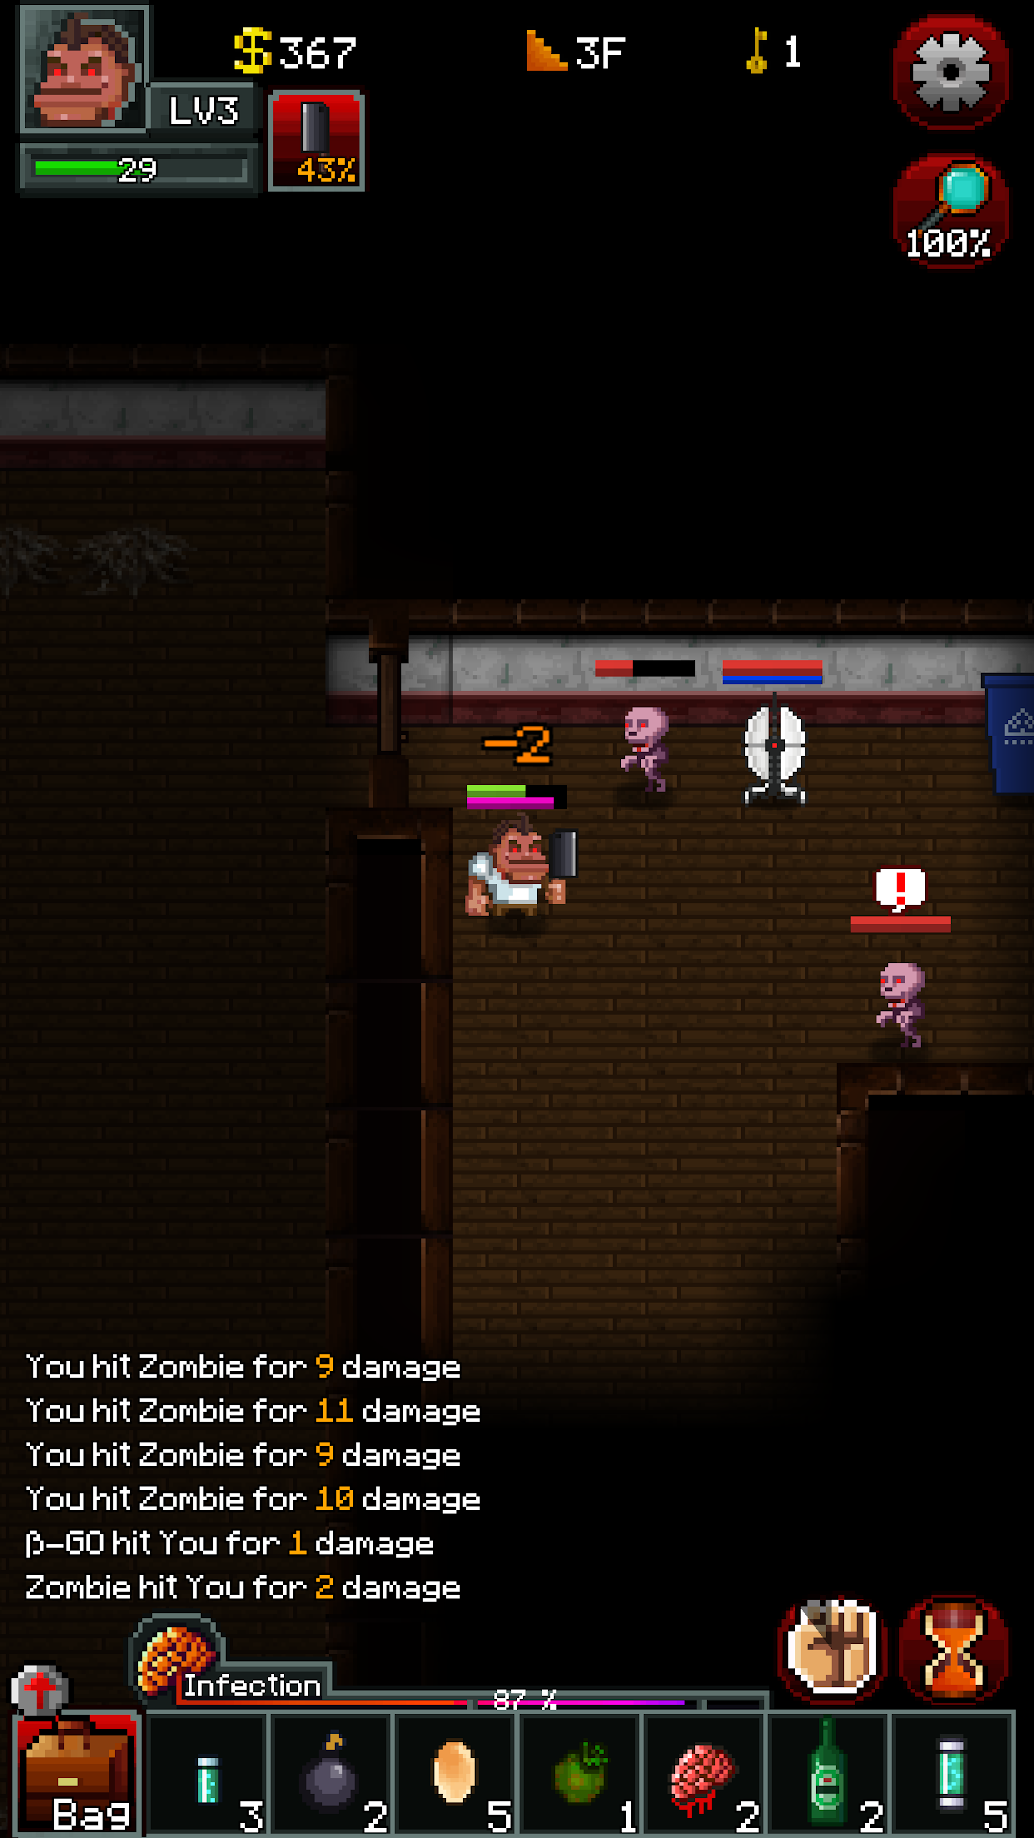 $367
3F
1
LV3
29
43%
100%
-2
!
You hit Zombie for 9 damage
You hit Zombie for 11 damage
You hit Zombie for 9 damage
You hit Zombie for 10 damage
β-GO hit You for 1 damage
Zombie hit You for 2 damage
Infection
87 %
Bag
3
2
5
1
2
2
5